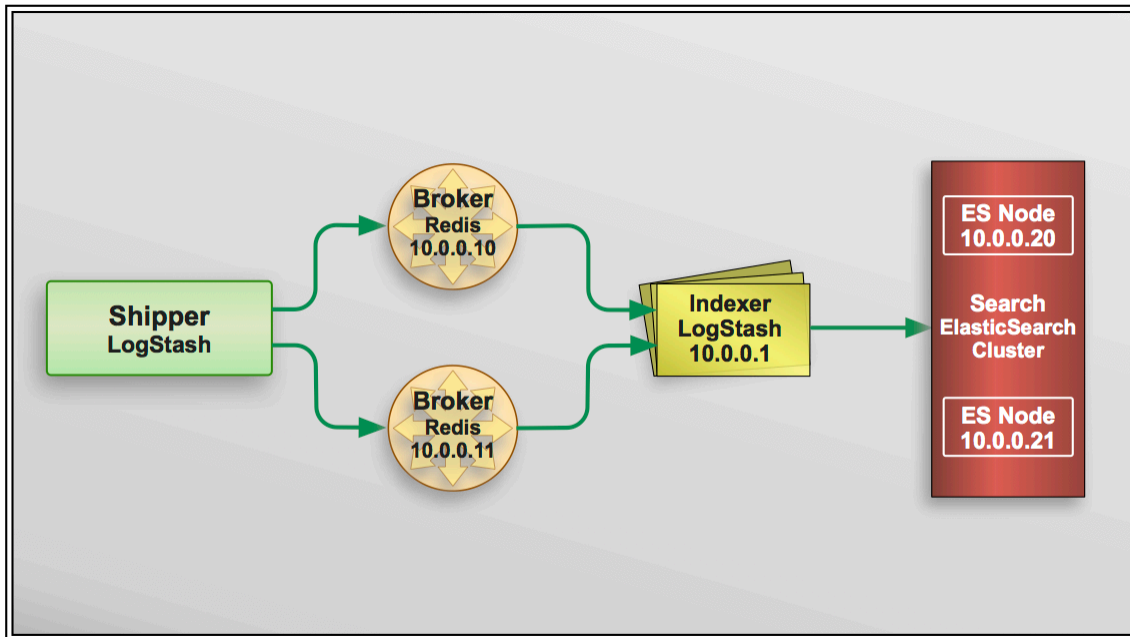 Shipper
LogStash
Broker
Redis
10.0.0.10
Broker
Redis
10.0.0.11
Indexer
LogStash
10.0.0.1
ES Node
10.0.0.20
Search
ElasticSearch
Cluster
ES Node
10.0.0.21